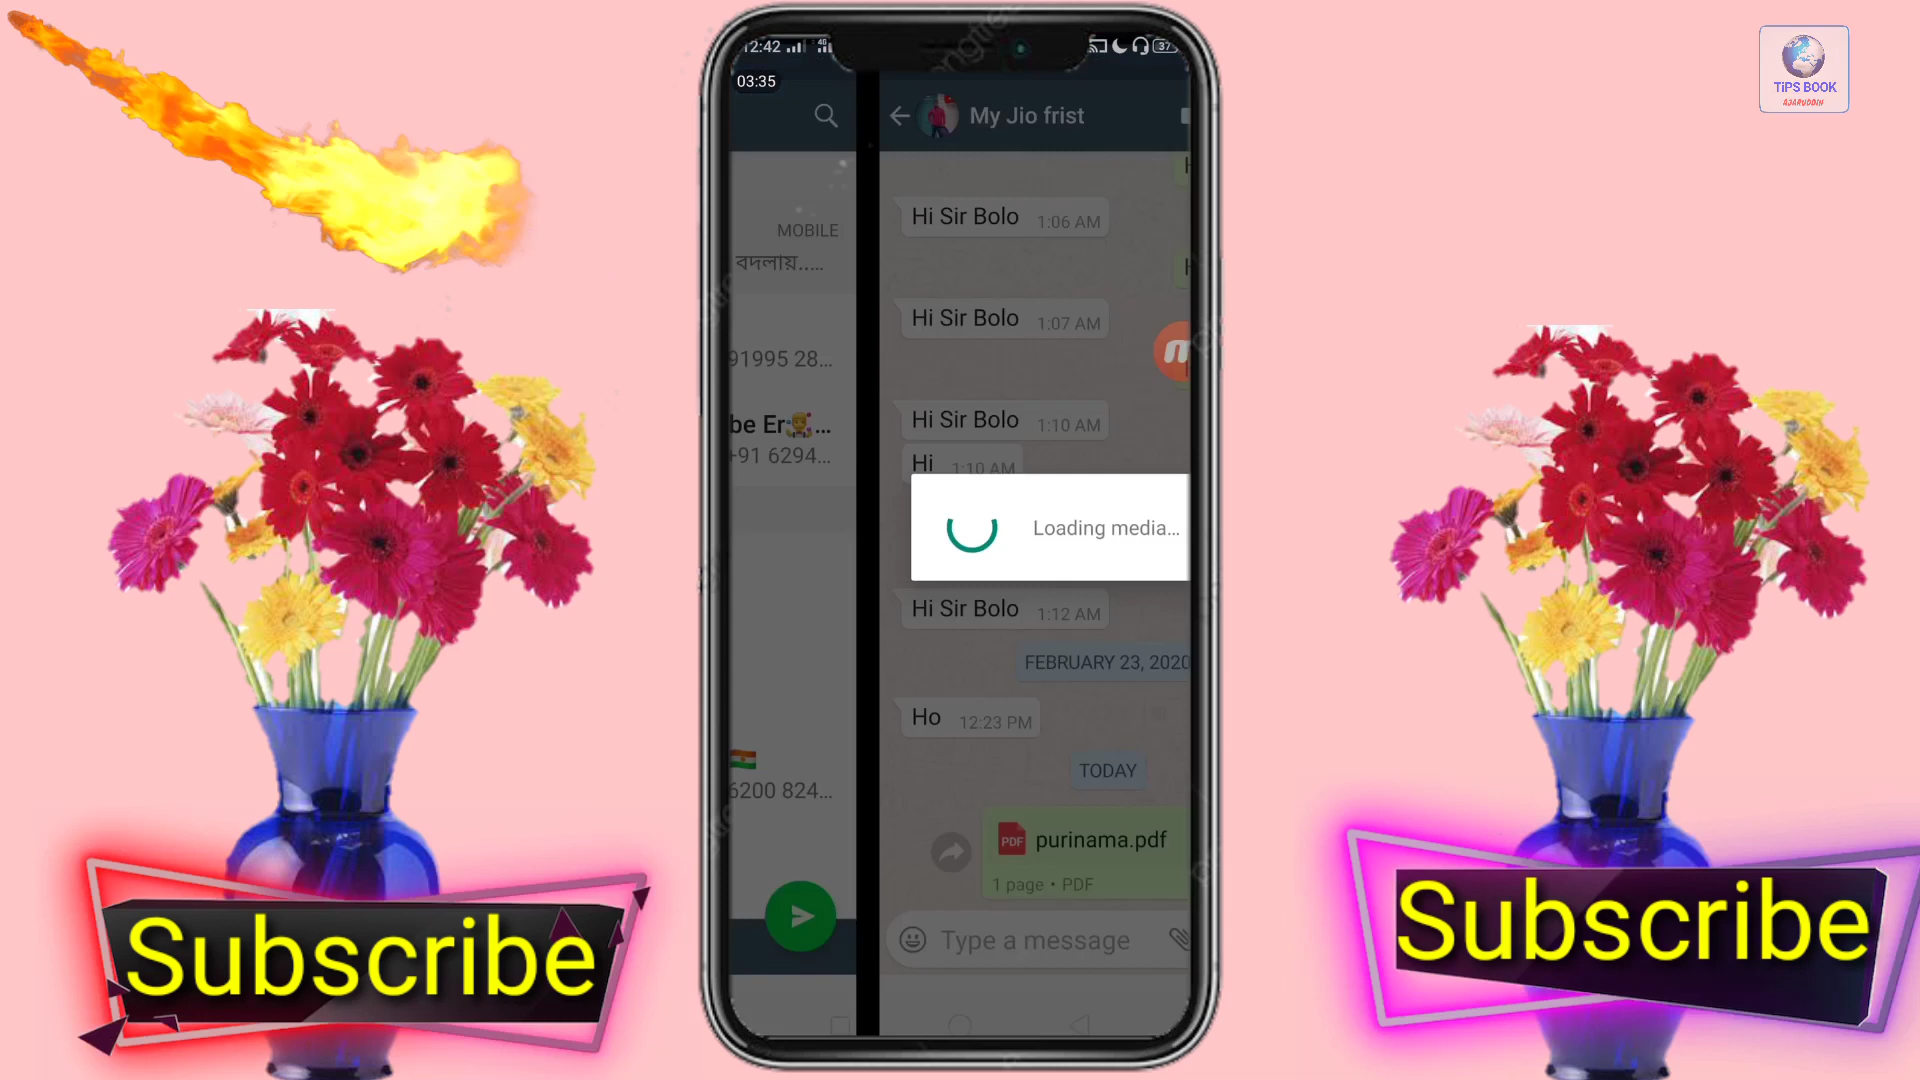 12:42
4G
37
03:35
TiPS BOOK
AJARUDDIN
My Jio frist
MOBILE
বদলায়.....
91995 28...
be Er👷...
+91 6294...
🇮🇳
6200 824...
Hi Sir Bolo 1:06 AM
Hi Sir Bolo 1:07 AM
Hi Sir Bolo 1:10 AM
Hi 1:10 AM
Loading media...
Hi Sir Bolo 1:12 AM
FEBRUARY 23, 2020
Ho 12:23 PM
TODAY
PDF purinama.pdf
1 page • PDF
Type a message
Subscribe
Subscribe